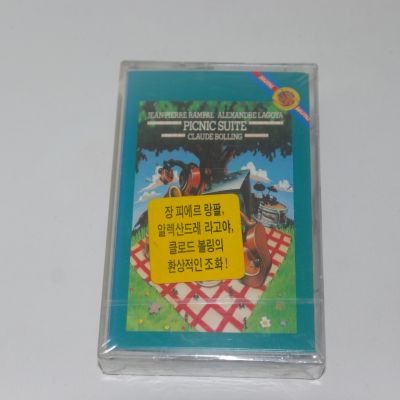 JEAN-PIERRE RAMPAL ALEXANDRE LAGOYA
PICNIC SUITE
CLAUDE BOLLING
장 피에르 랑팔,
알렉산드레 라고야,
클로드 볼링의
환상적인 조화!